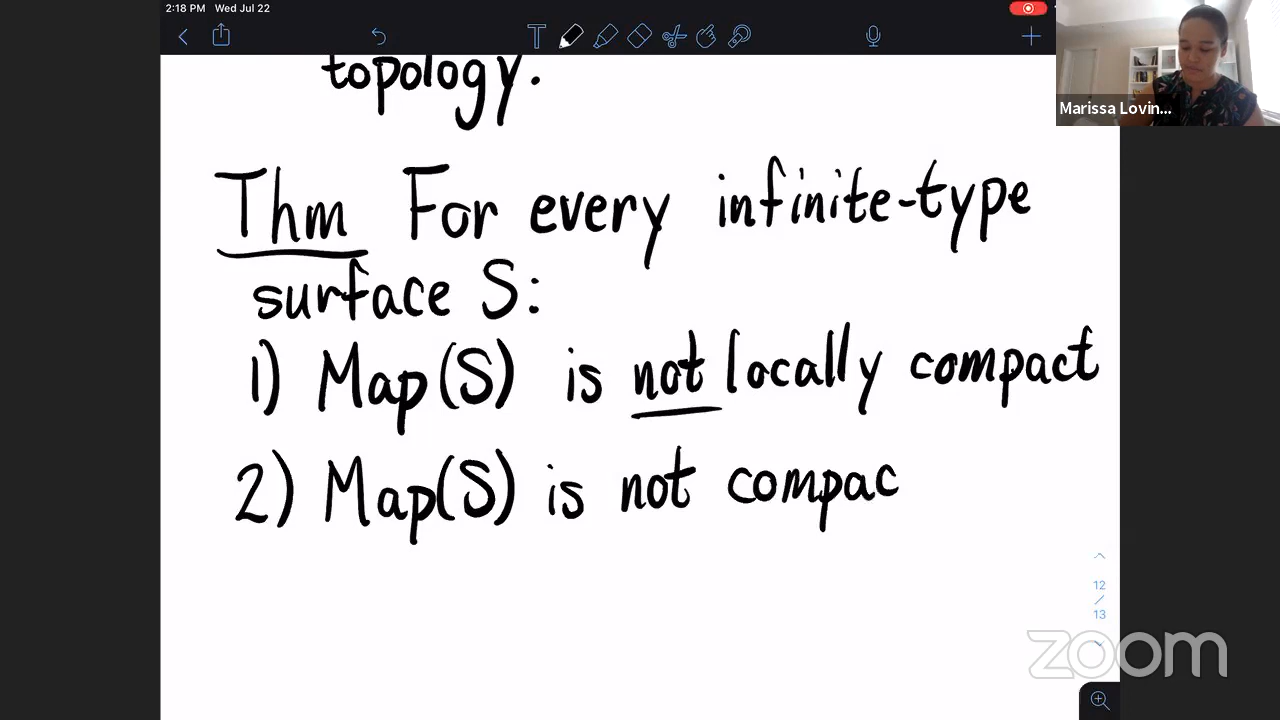 2:18 PM Wed Jul 22
Marissa Lovin...
topology.
Thm For every infinite-type
surface S:
1) Map(S) is not locally compact
2) Map(S) is not compac
12
/
13
zoom